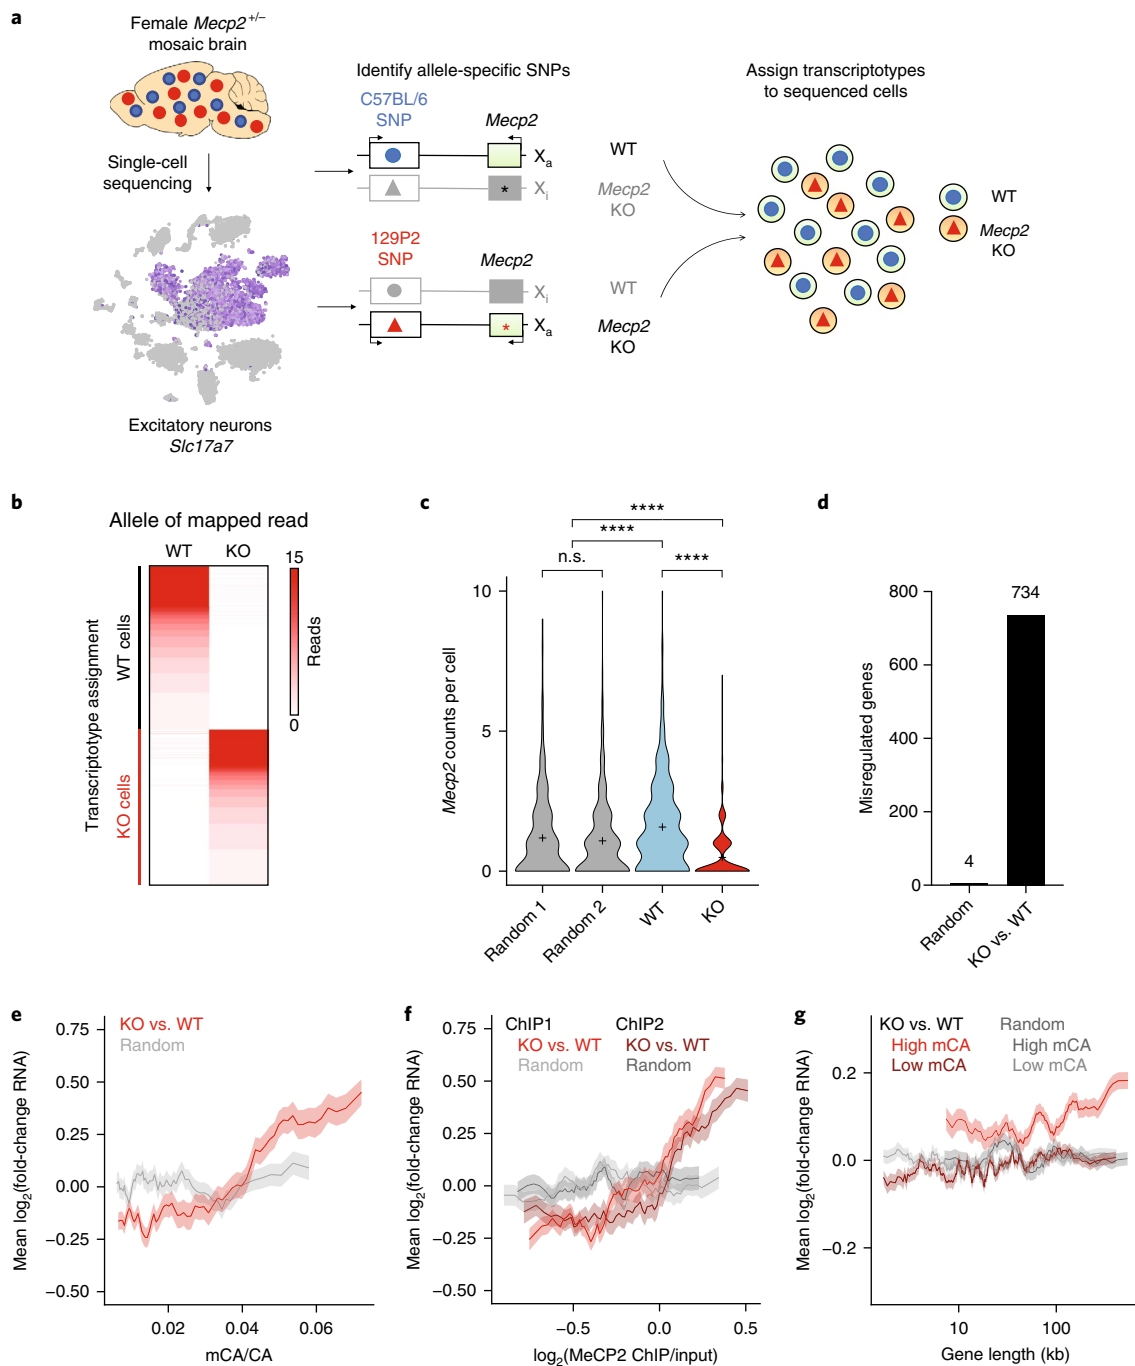 a
Female Mecp2+/−
mosaic brain
Single-cell
sequencing
Excitatory neurons
Slc17a7
Identify allele-specific SNPs
C57BL/6
SNP
Mecp2
Xa
Xi
*
WT
Mecp2
KO
129P2
SNP
Mecp2
Xi
Xa
*
WT
Mecp2
KO
Assign transcriptotypes
to sequenced cells
WT
Mecp2
KO
b
Allele of mapped read
WT KO
Transcriptotype assignment
WT cells
KO cells
15
Reads
0
c
****
****
n.s. ****
Mecp2 counts per cell
10
5
0
Random 1
Random 2
WT
KO
d
Misregulated genes
800
600
400
200
0
4
734
Random
KO vs. WT
e
KO vs. WT
Random
Mean log2(fold-change RNA)
0.75
0.50
0.25
0.00
−0.25
−0.50
0.02 0.04 0.06
mCA/CA
f
ChIP1 ChIP2
KO vs. WT KO vs. WT
Random Random
Mean log2(fold-change RNA)
0.75
0.50
0.25
0.00
−0.25
−0.50
−0.5 0.0 0.5
log2(MeCP2 ChIP/input)
g
KO vs. WT Random
High mCA High mCA
Low mCA Low mCA
Mean log2(fold-change RNA)
0.2
0.0
−0.2
10 100
Gene length (kb)